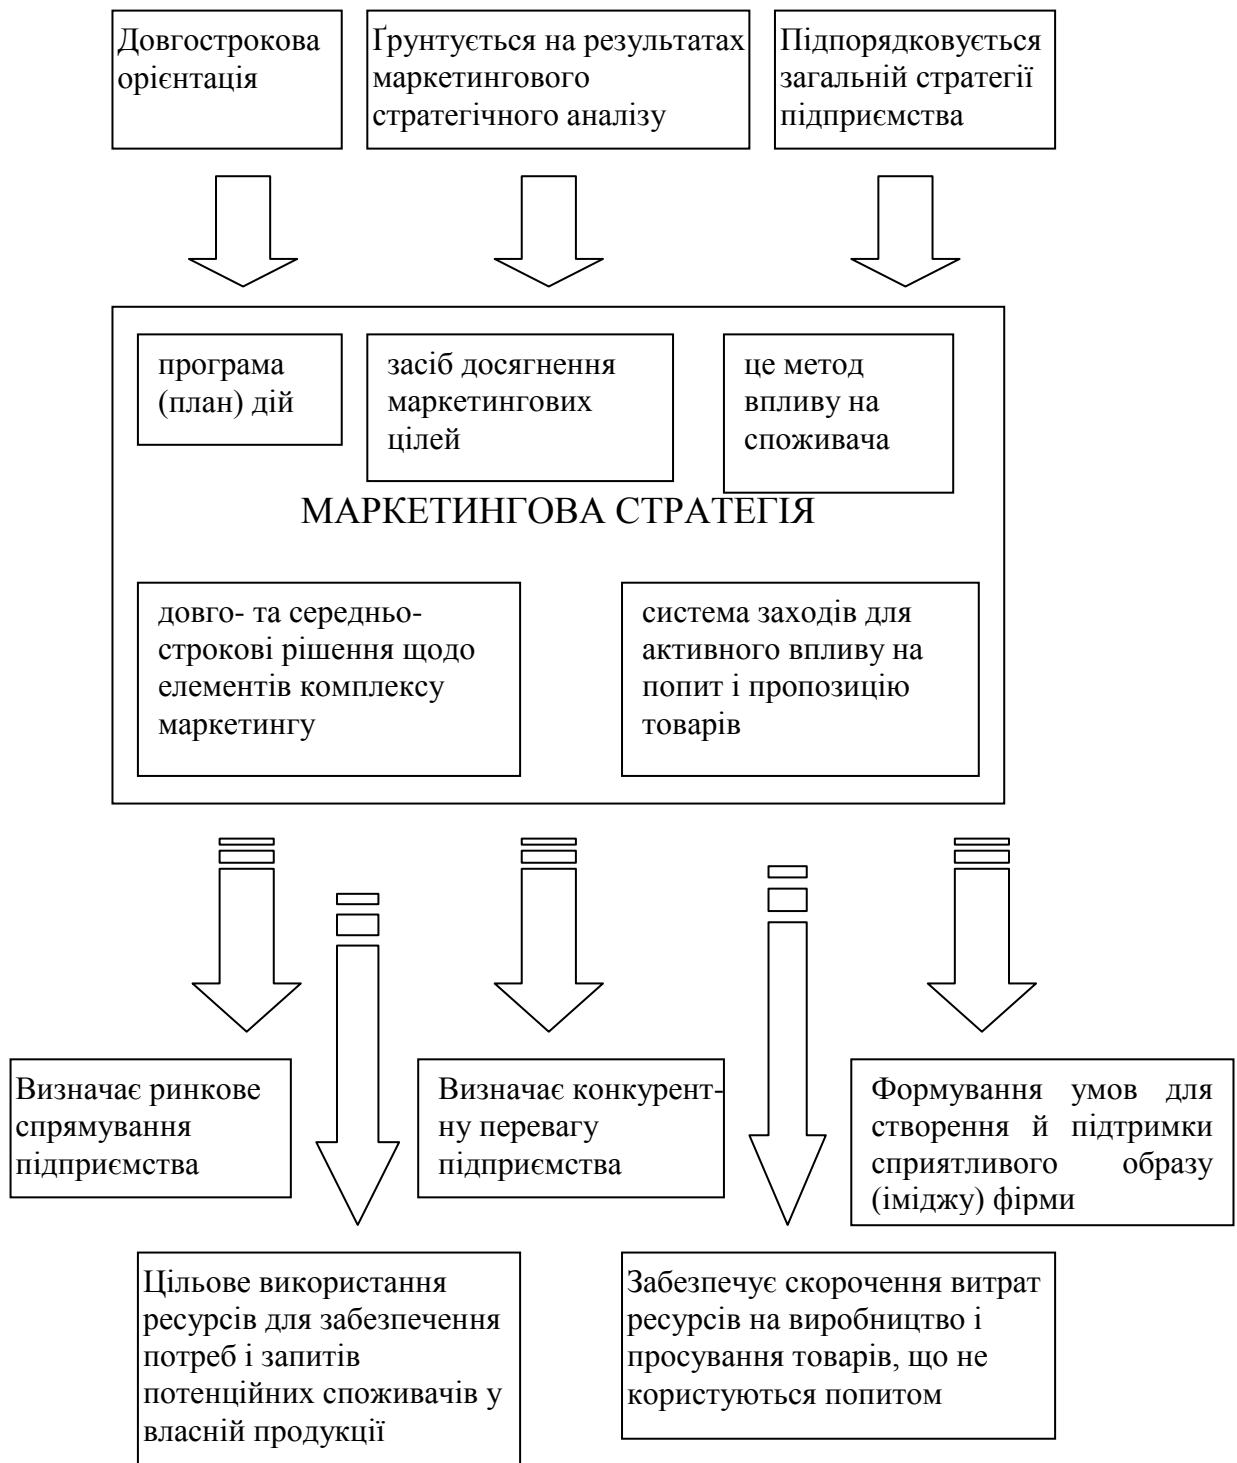 Довгострокова
орієнтація
Ґрунтується на результатах
маркетингового
стратегічного аналізу
Підпорядковується
загальній стратегії
підприємства
програма
(план) дій
засіб досягнення
маркетингових
цілей
це метод
впливу на
споживача
МАРКЕТИНГОВА СТРАТЕГІЯ
довго- та середньо-
строкові рішення щодо
елементів комплексу
маркетингу
система заходів для
активного впливу на
попит і пропозицію
товарів
Визначає ринкове
спрямування
підприємства
Визначає конкурент-
ну перевагу
підприємства
Формування умов для
створення й підтримки
сприятливого образу
(іміджу) фірми
Цільове використання
ресурсів для забезпечення
потреб і запитів
потенційних споживачів у
власній продукції
Забезпечує скорочення витрат
ресурсів на виробництво і
просування товарів, що не
користуються попитом